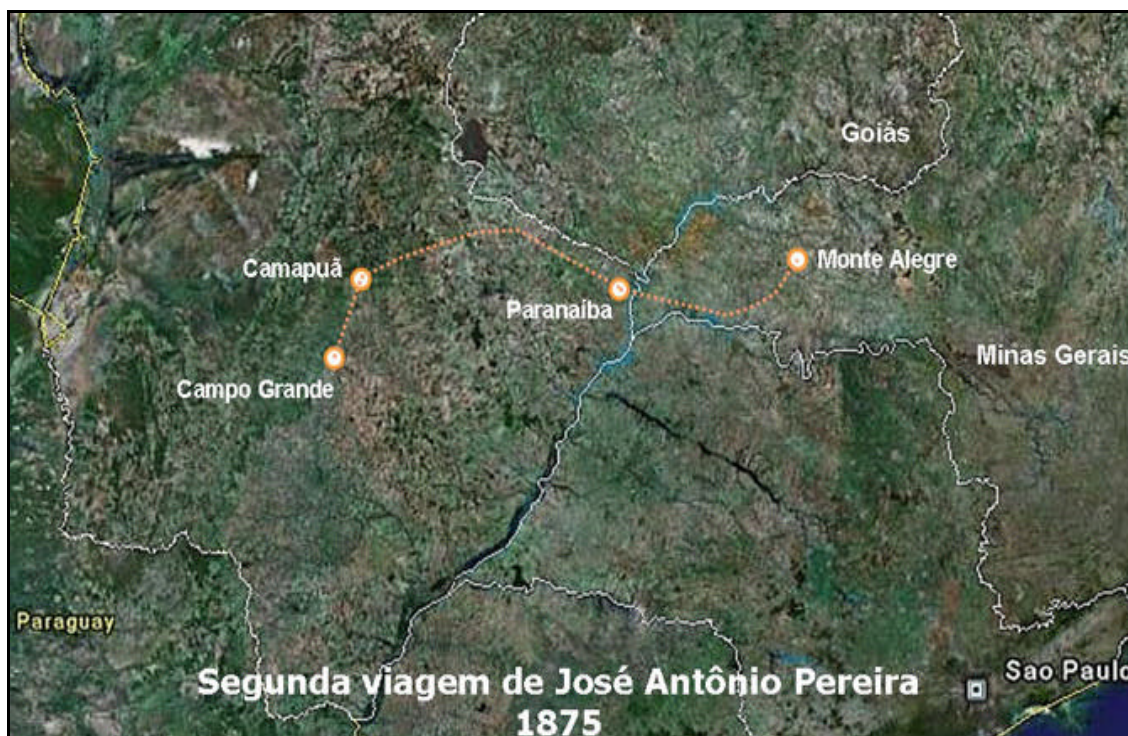 Goiás
Camapuã
Monte Alegre
Paranaíba
Minas Gerais
Campo Grande
Paraguay
Sao Paulo
Segunda viagem de José Antônio Pereira
1875